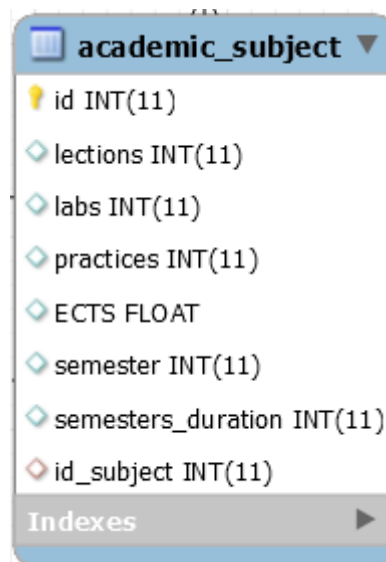 academic_subject
id INT(11)
lections INT(11)
labs INT(11)
practices INT(11)
ECTS FLOAT
semester INT(11)
semesters_duration INT(11)
id_subject INT(11)
Indexes